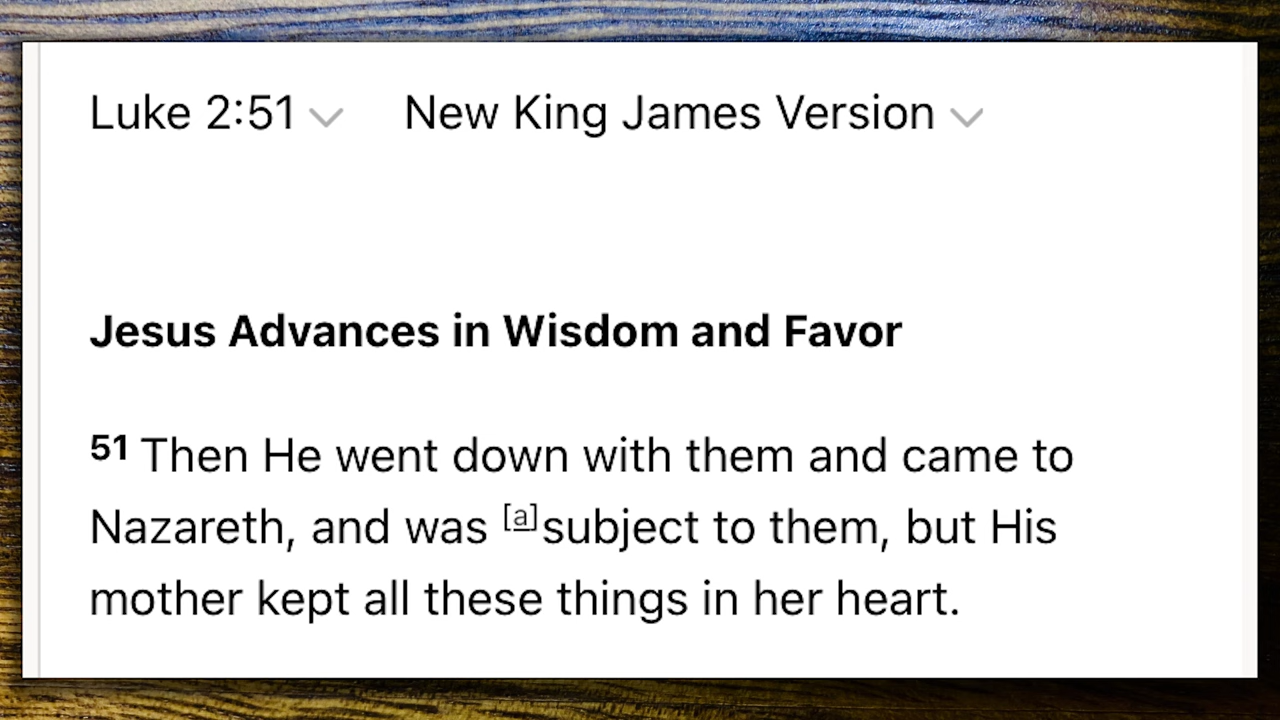 Luke 2:51 New King James Version
Jesus Advances in Wisdom and Favor
51 Then He went down with them and came to
Nazareth, and was [a]subject to them, but His
mother kept all these things in her heart.